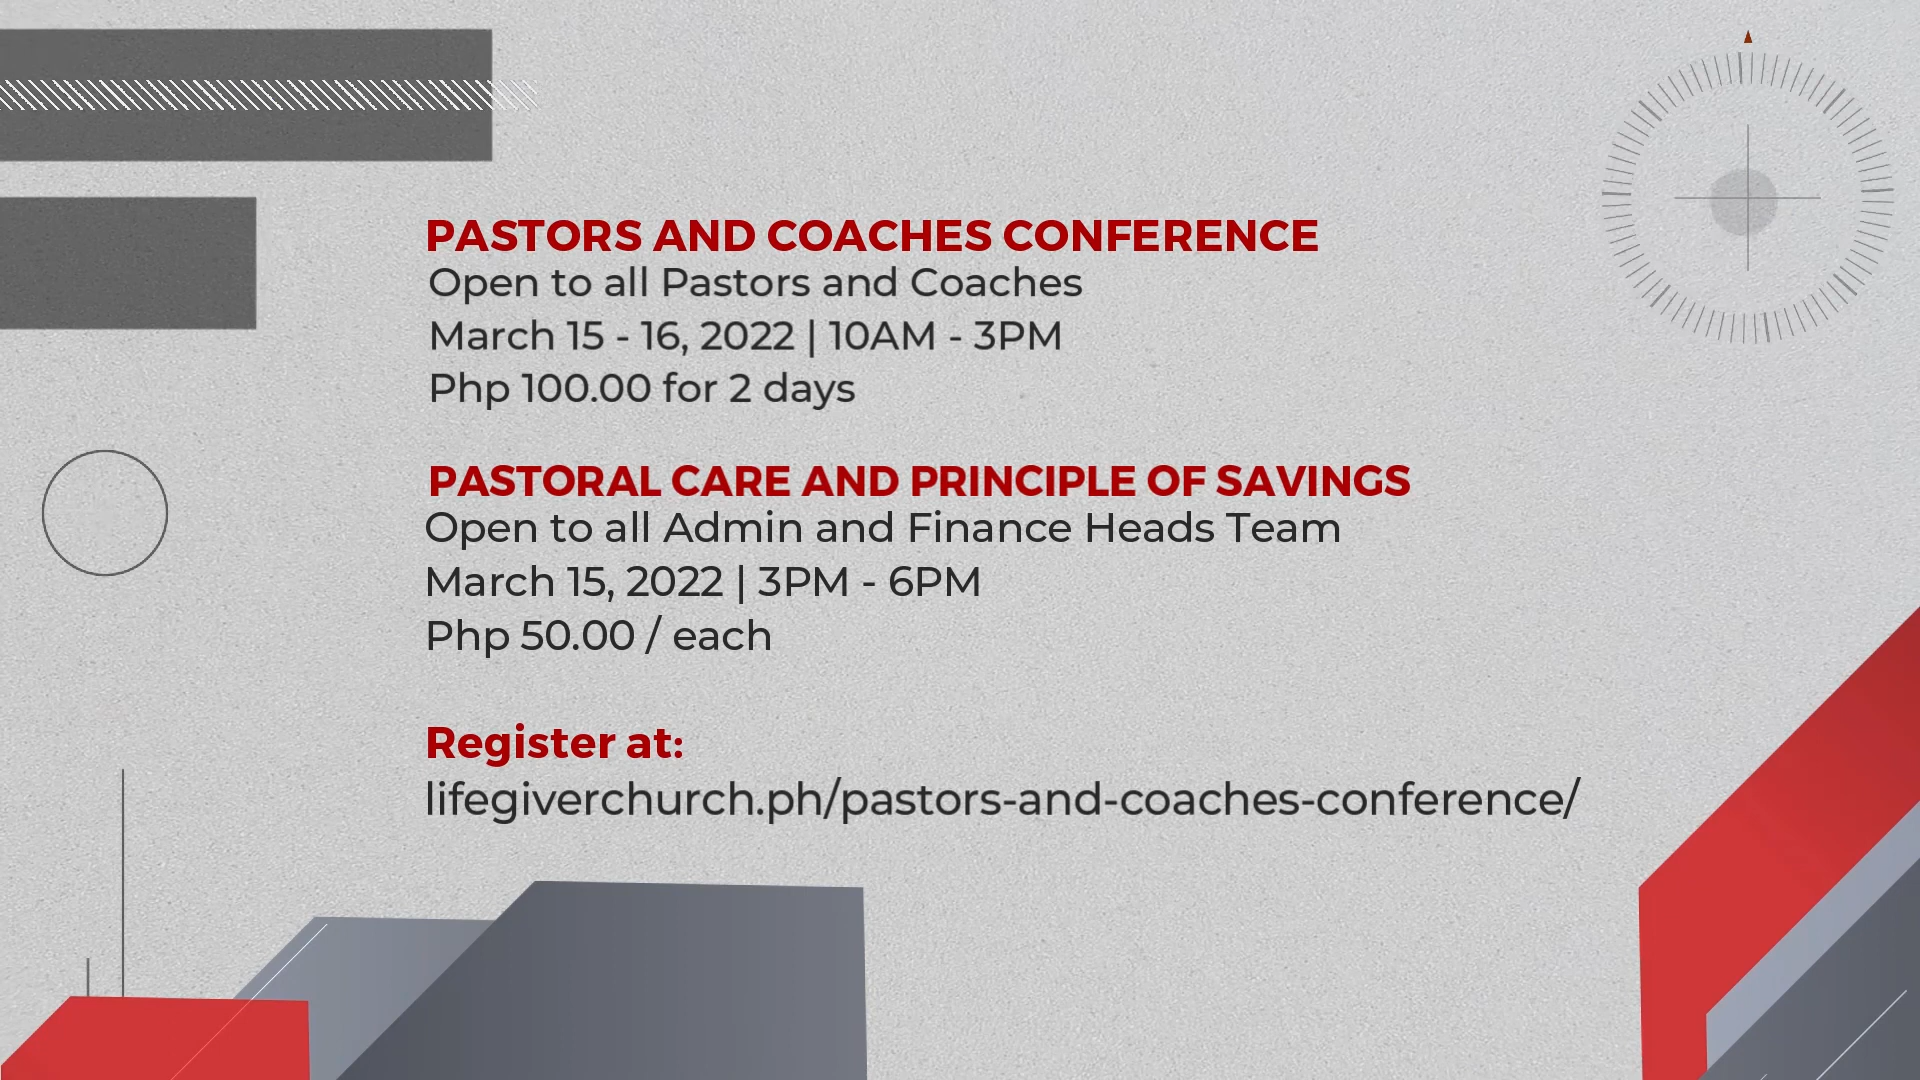 PASTORS AND COACHES CONFERENCE
Open to all Pastors and Coaches
March 15 - 16, 2022 | 10AM - 3PM
Php 100.00 for 2 days
PASTORAL CARE AND PRINCIPLE OF SAVINGS
Open to all Admin and Finance Heads Team
March 15, 2022 | 3PM - 6PM
Php 50.00 / each
Register at:
lifegiverchurch.ph/pastors-and-coaches-conference/